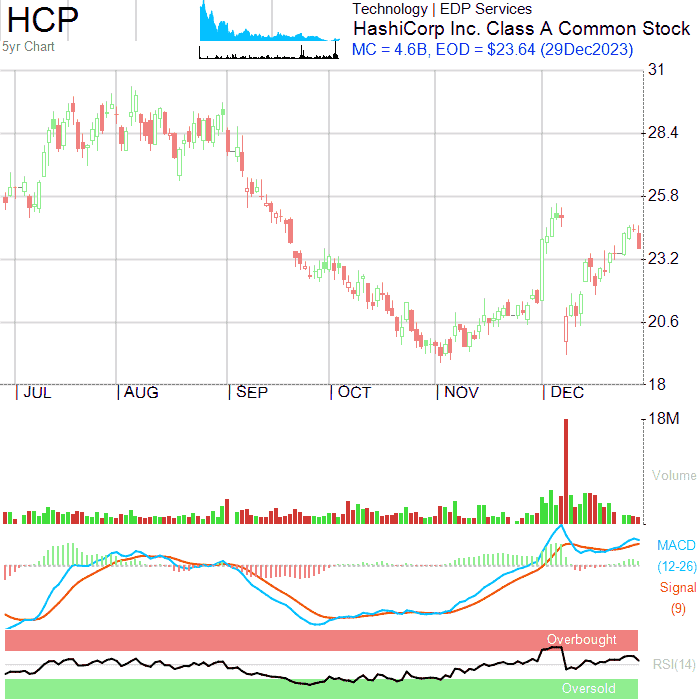 HCP
5yr Chart
Technology | EDP Services
HashiCorp Inc. Class A Common Stock
MC = 4.6B, EOD = $23.64 (29Dec2023)
31
28.4
25.8
23.2
20.6
18
JUL AUG SEP OCT NOV DEC
18M
Volume
MACD
(12-26)
Signal
(9)
Overbought
RSI(14)
Oversold